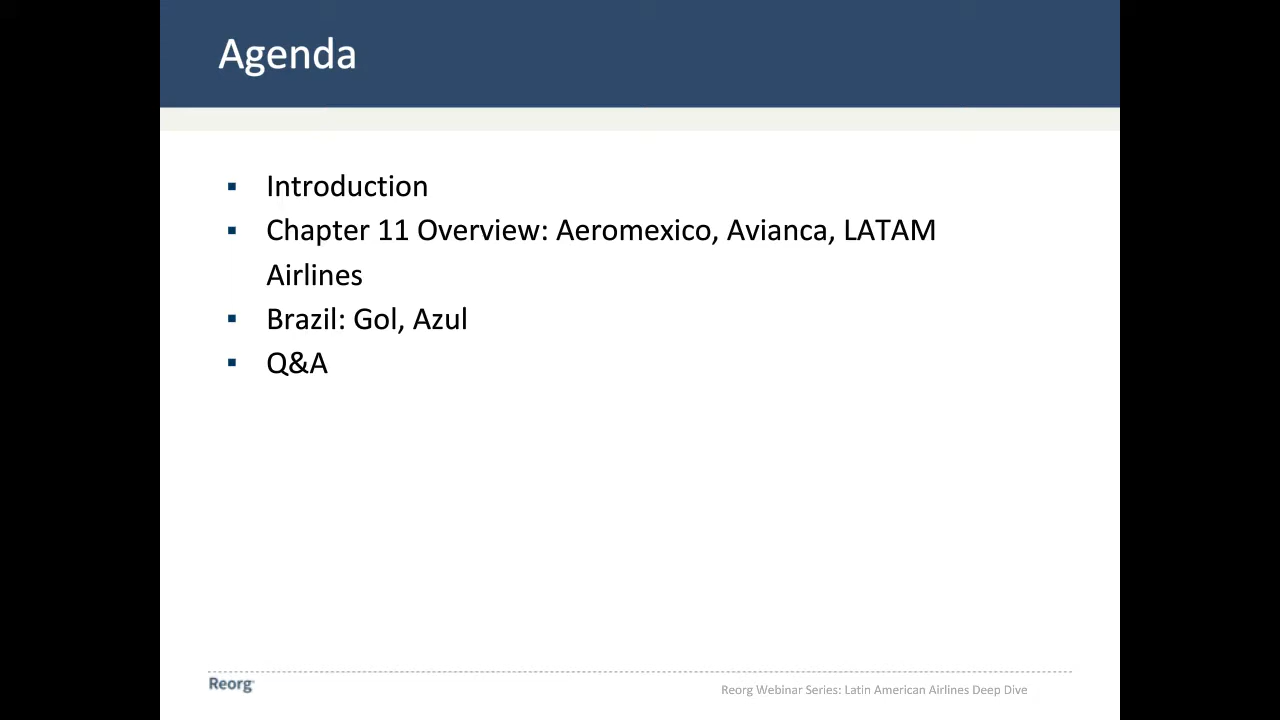 Agenda
▪ Introduction
▪ Chapter 11 Overview: Aeromexico, Avianca, LATAM
Airlines
▪ Brazil: Gol, Azul
▪ Q&A
Reorg
Reorg Webinar Series: Latin American Airlines Deep Dive